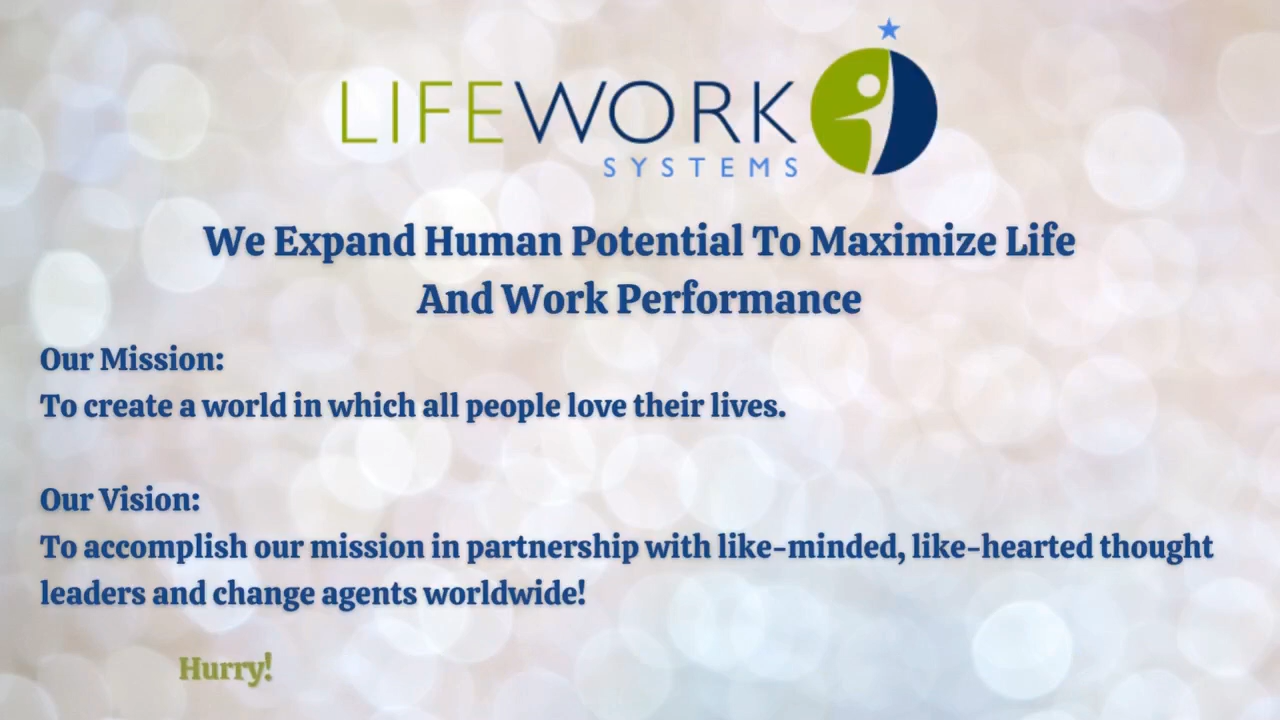 LIFEWORK
SYSTEMS
We Expand Human Potential To Maximize Life
And Work Performance
Our Mission:
To create a world in which all people love their lives.
Our Vision:
To accomplish our mission in partnership with like-minded, like-hearted thought
leaders and change agents worldwide!
Hurry!